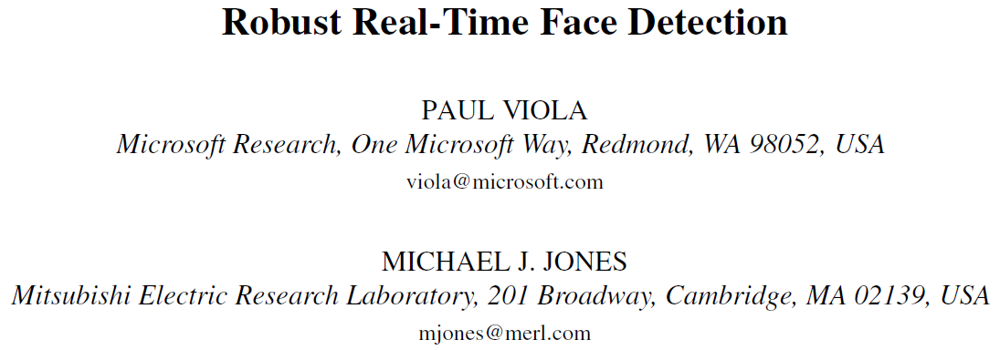 Robust Real-Time Face Detection
PAUL VIOLA
Microsoft Research, One Microsoft Way, Redmond, WA 98052, USA
viola@microsoft.com
MICHAEL J. JONES
Mitsubishi Electric Research Laboratory, 201 Broadway, Cambridge, MA 02139, USA
mjones@merl.com